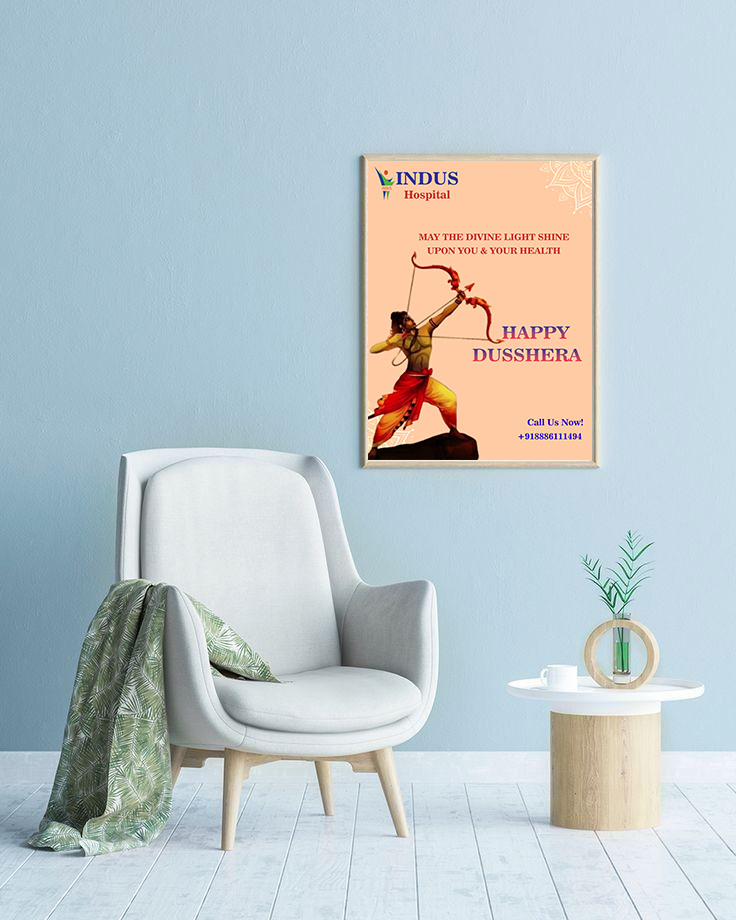 INDUS
Hospital
MAY THE DIVINE LIGHT SHINE
UPON YOU & YOUR HEALTH
HAPPY
DUSSHERA
Call Us Now!
+918886111494